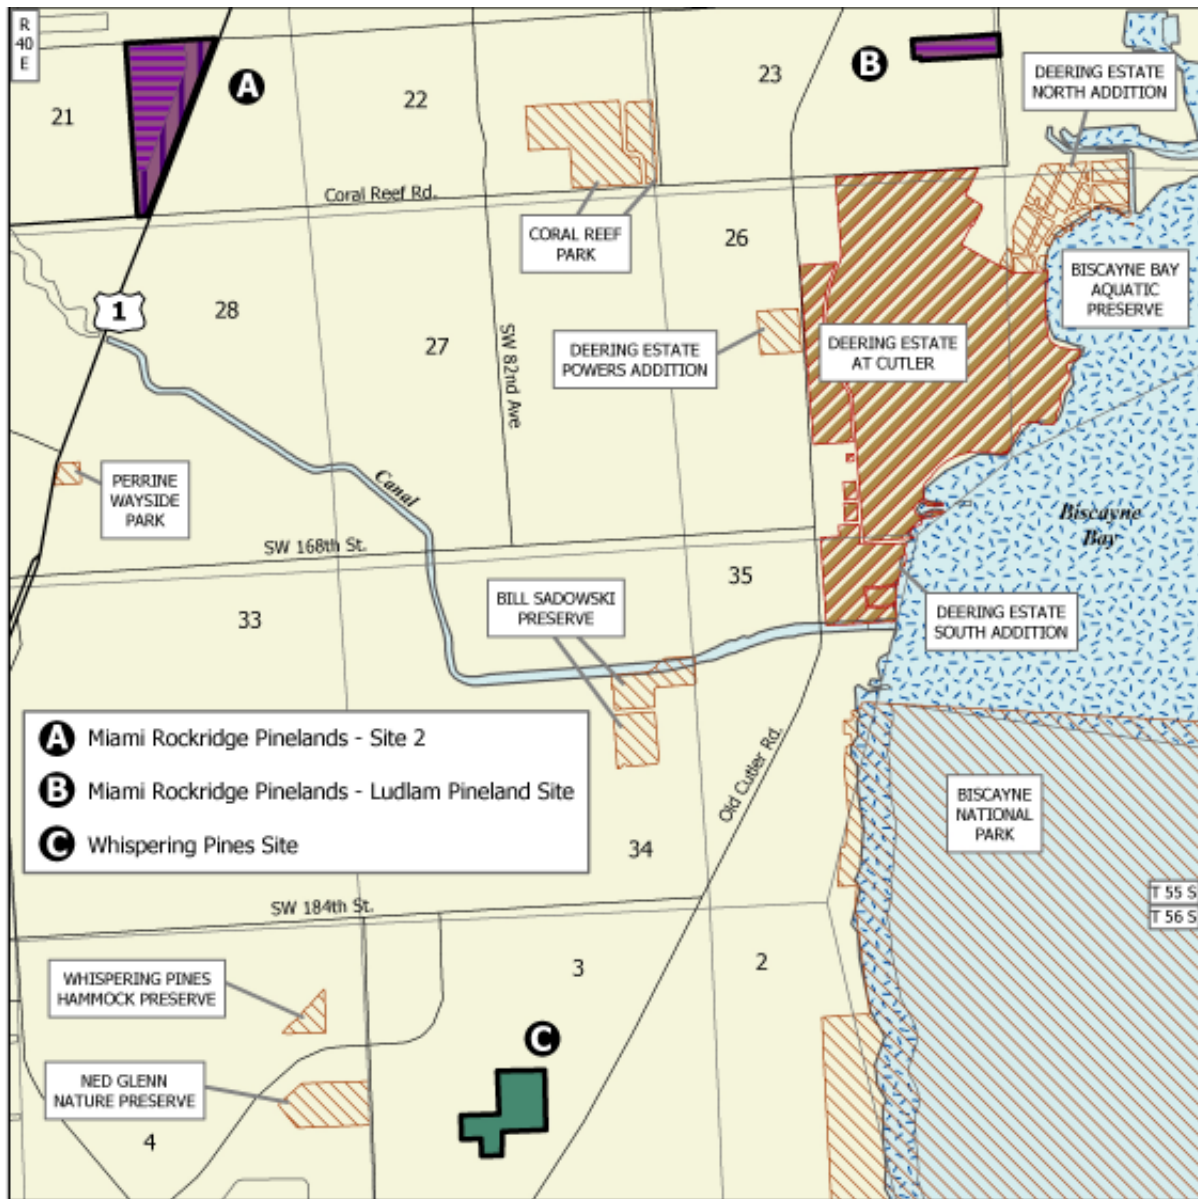 R
40
E
21
A
22
23
B
DEERING ESTATE
NORTH ADDITION
Coral Reef Rd.
CORAL REEF
PARK
26
BISCAYNE BAY
AQUATIC
PRESERVE
1
28
27
SW 82nd Ave
DEERING ESTATE
POWERS ADDITION
DEERING ESTATE
AT CUTLER
PERRINE
WAYSIDE
PARK
Canal
Biscayne
Bay
SW 168th St.
35
33
BILL SADOWSKI
PRESERVE
DEERING ESTATE
SOUTH ADDITION
A Miami Rockridge Pinelands - Site 2
B Miami Rockridge Pinelands - Ludlam Pineland Site
C Whispering Pines Site
Old Cutler Rd.
BISCAYNE
NATIONAL
PARK
34
T 55 S
T 56 S
SW 184th St.
WHISPERING PINES
HAMMOCK PRESERVE
3
2
C
NED GLENN
NATURE PRESERVE
4